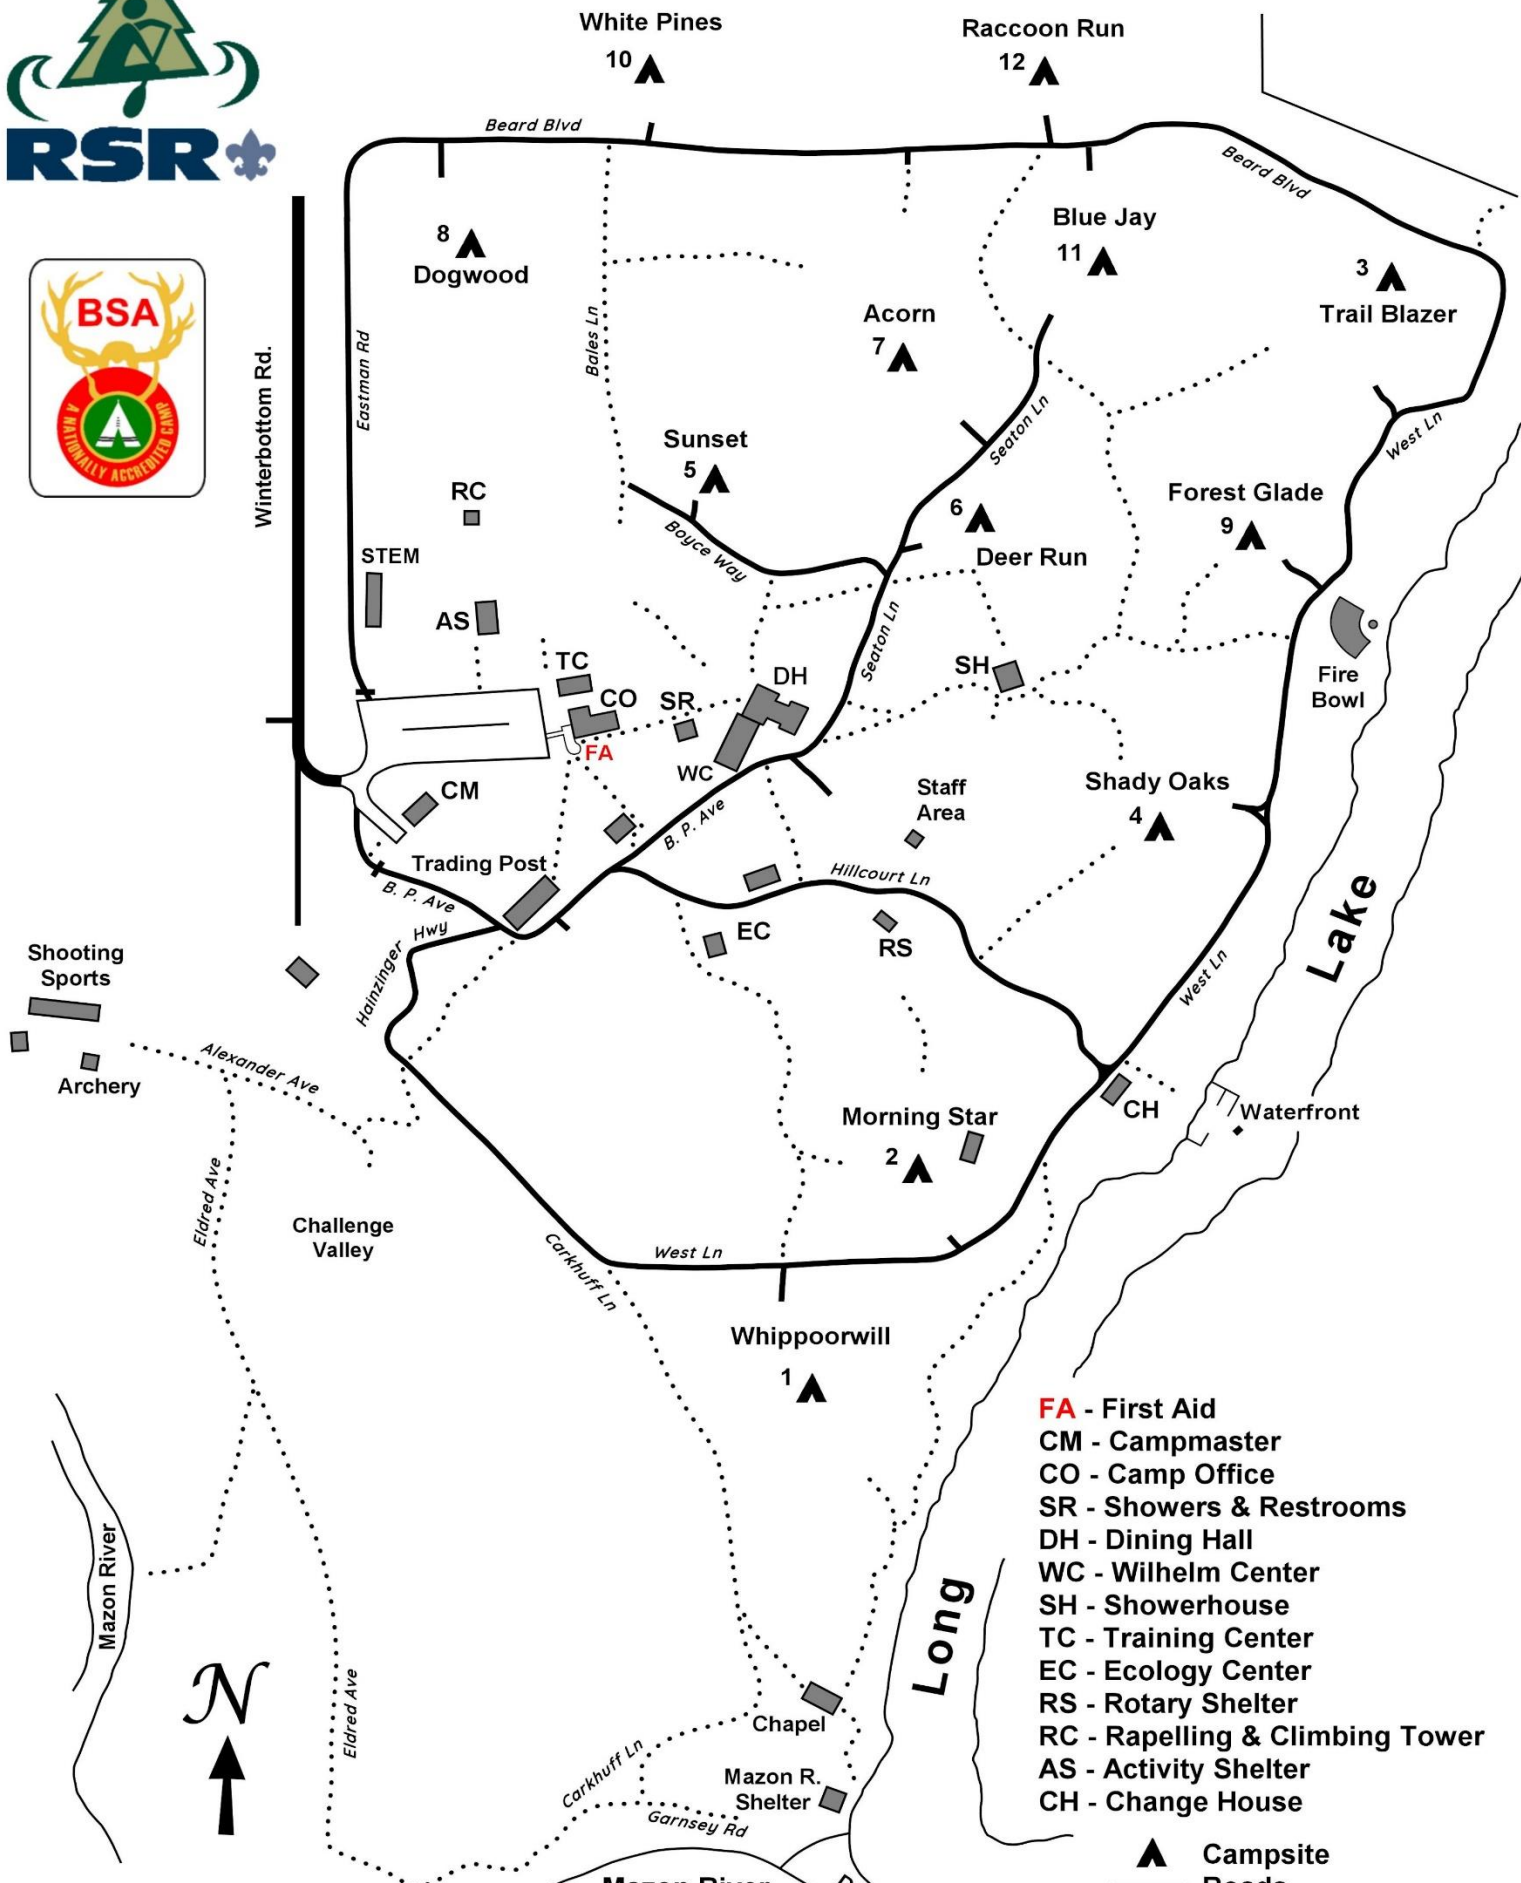 RSR
BSA
A NATIONALLY ACCREDITED CAMP
White Pines
10
Raccoon Run
12
Beard Blvd
Beard Blvd
8
Dogwood
Blue Jay
11
3
Trail Blazer
Winterbottom Rd.
Eastman Rd
Bales Ln
Acorn
7
Seaton Ln
West Ln
Sunset
5
RC
Boyce Way
6
Deer Run
Forest Glade
9
STEM
AS
Seaton Ln
TC
CO
SR
DH
SH
Fire
Bowl
FA
WC
CM
B. P. Ave
Staff
Area
Shady Oaks
4
Trading Post
B. P. Ave
Hillcourt Ln
Hainzinger Hwy
EC
RS
West Ln
Lake
Shooting
Sports
Archery
Alexander Ave
CH
Waterfront
Morning Star
2
Eldred Ave
Challenge
Valley
Carkhuff Ln
West Ln
Whippoorwill
1
Mazon River
N
Eldred Ave
Long
Chapel
Carkhuff Ln
Mazon R.
Shelter
Garnsey Rd
Mazon River
FA - First Aid
CM - Campmaster
CO - Camp Office
SR - Showers & Restrooms
DH - Dining Hall
WC - Wilhelm Center
SH - Showerhouse
TC - Training Center
EC - Ecology Center
RS - Rotary Shelter
RC - Rapelling & Climbing Tower
AS - Activity Shelter
CH - Change House
Campsite
Roads